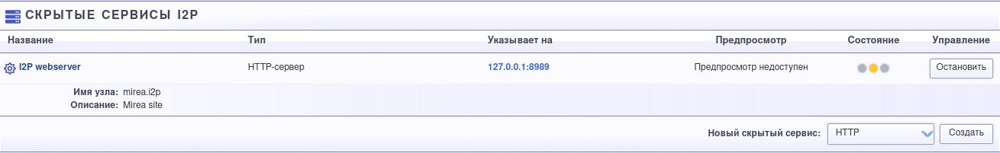 СКРЫТЫЕ СЕРВИСЫ I2P
Название Тип Указывает на Предпросмотр Состояние Управление
I2P webserver HTTP-сервер 127.0.0.1:8989 Предпросмотр недоступен Остановить
Имя узла: mirea.i2p
Описание: Mirea site
Новый скрытый сервис: HTTP Создать